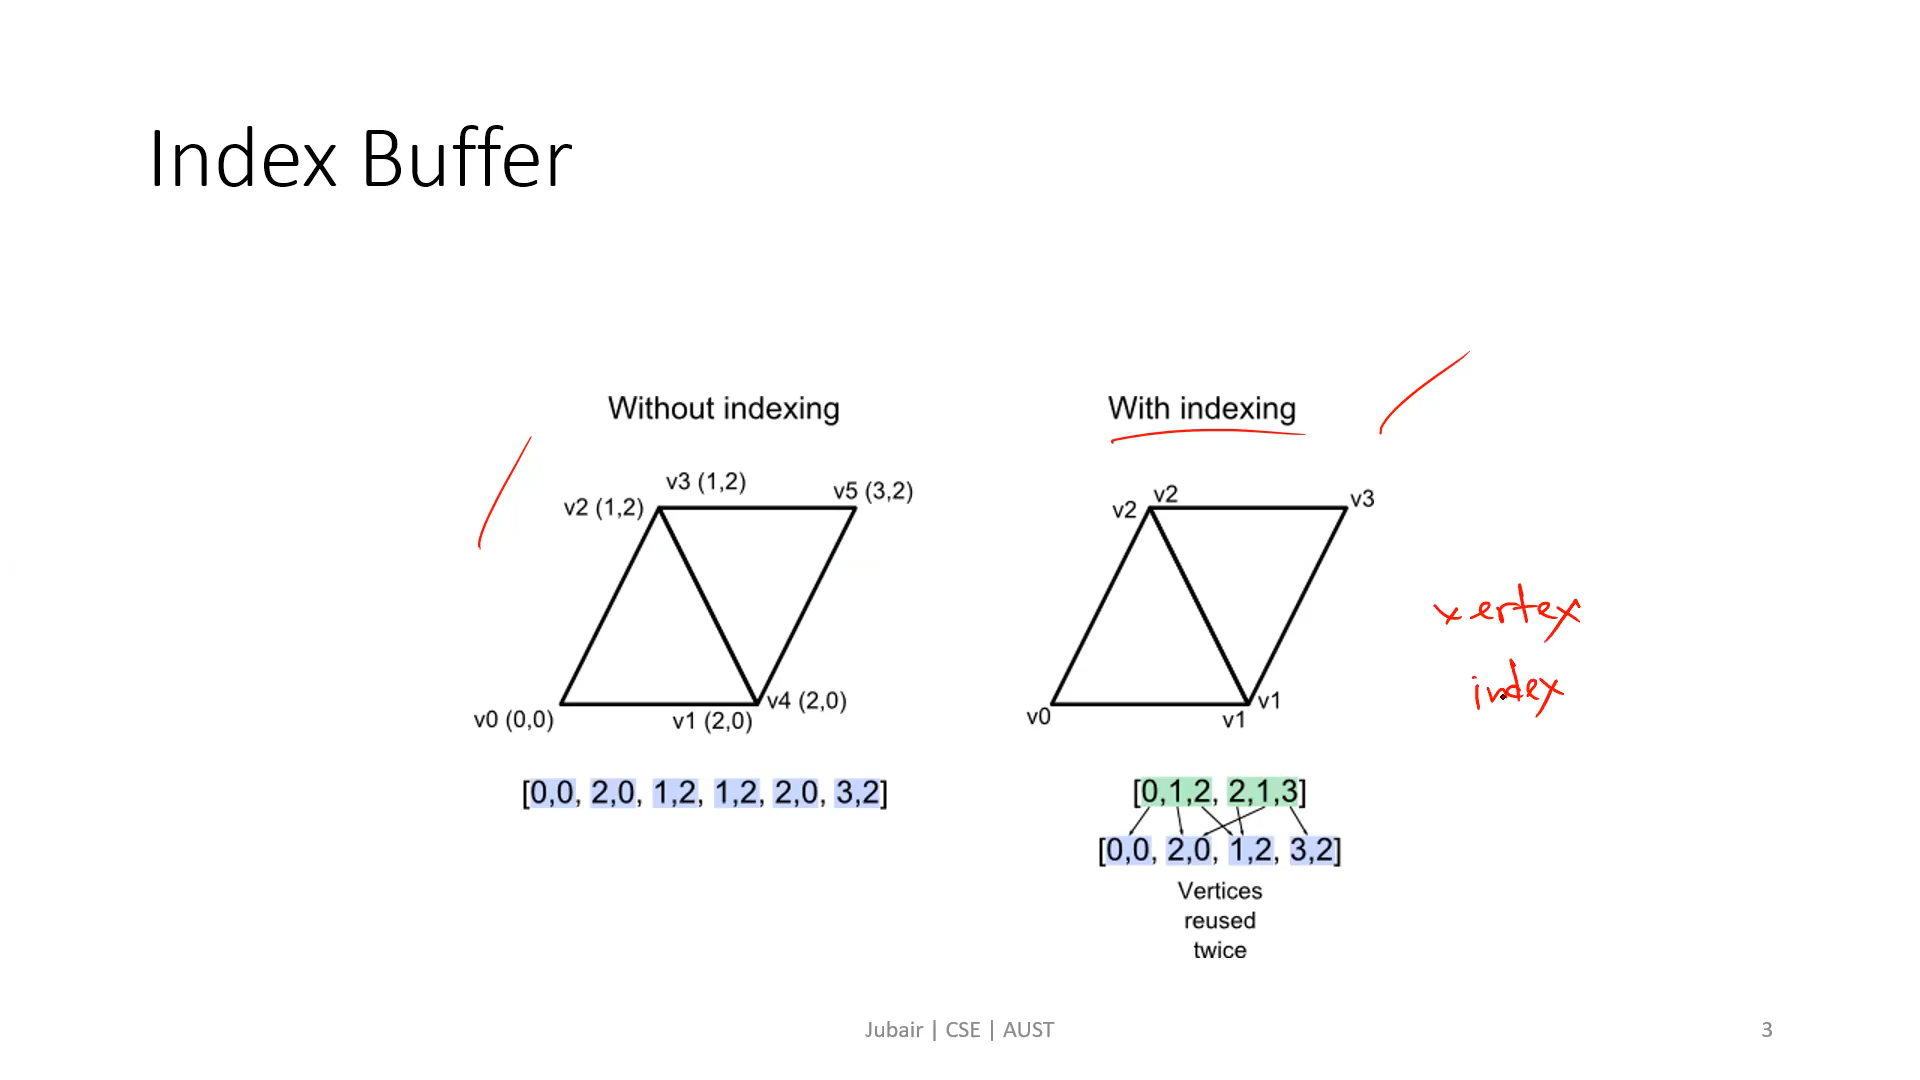 Index Buffer
Without indexing
v3 (1,2)
v5 (3,2)
v2 (1,2)
v4 (2,0)
v0 (0,0)
v1 (2,0)
[0,0, 2,0, 1,2, 1,2, 2,0, 3,2]
With indexing
v2
v3
v2
v1
v0
v1
[0,1,2, 2,1,3]
[0,0, 2,0, 1,2, 3,2]
Vertices
reused
twice
vertex
index
Jubair | CSE | AUST
3